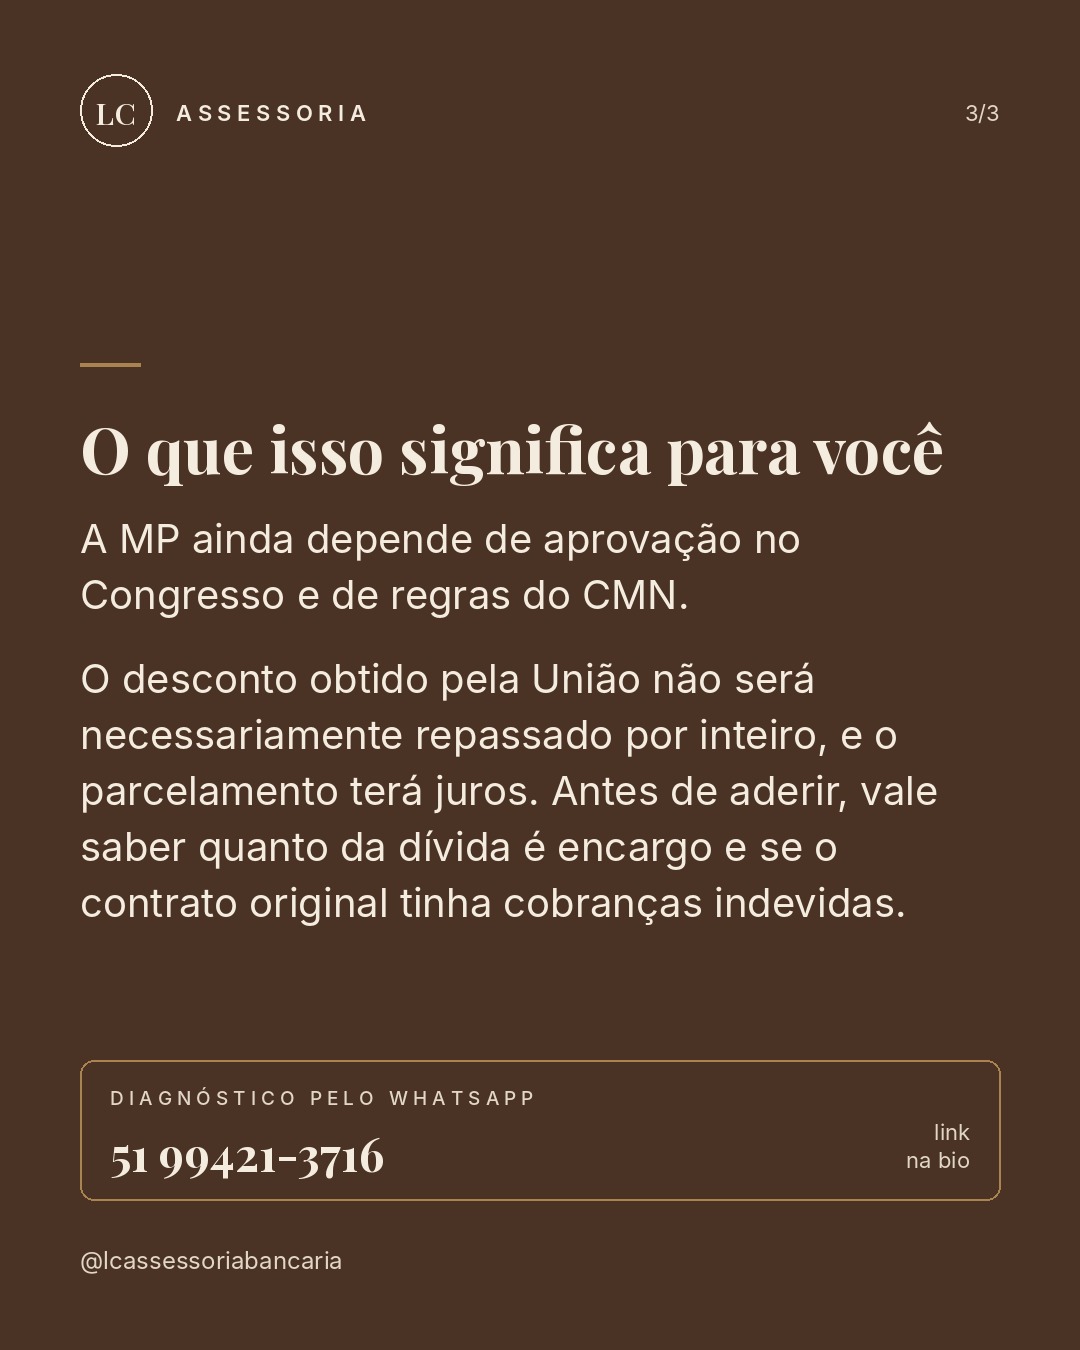 LC ASSESSORIA
3/3
O que isso significa para você
A MP ainda depende de aprovação no
Congresso e de regras do CMN.
O desconto obtido pela União não será
necessariamente repassado por inteiro, e o
parcelamento terá juros. Antes de aderir, vale
saber quanto da dívida é encargo e se o
contrato original tinha cobranças indevidas.
DIAGNÓSTICO PELO WHATSAPP
51 99421-3716
link
na bio
@lcassessoriabancaria